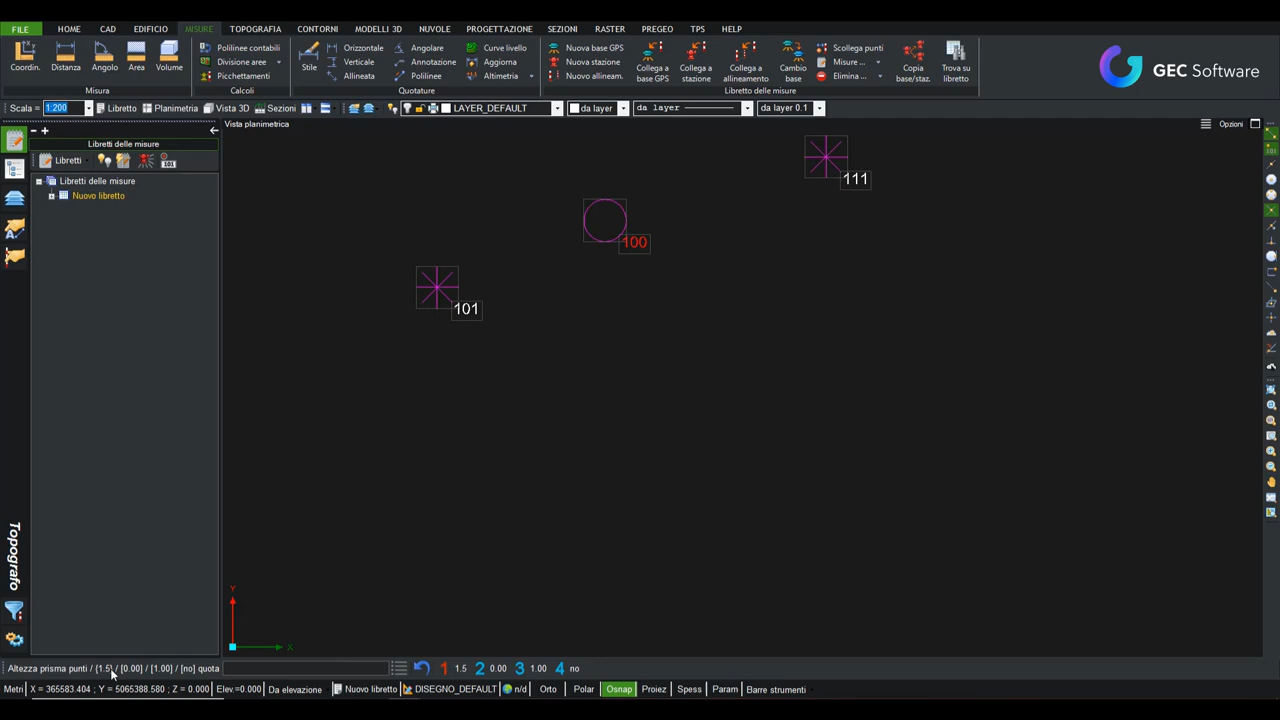 FILE HOME CAD EDIFICIO MISURE TOPOGRAFIA CONTORNI MODELLI 3D NUVOLE PROGETTAZIONE SEZIONI RASTER PREGEO TPS HELP
Coordin. Distanza Angolo Area Volume
Misura
Polilinee contabili
Divisione aree
Picchettamenti
Calcoli
Stile
Orizzontale Angolare Curve livello
Verticale Annotazione Aggiorna
Allineata Polilinee Altimetria
Quotature
Nuova base GPS
Nuova stazione
Nuovo allineam.
Collega a base GPS
Collega a stazione
Collega a allineamento
Cambio base
Scollega punti
Misure ...
Elimina ...
Copia base/staz.
Trova su libretto
Libretto delle misure
GEC Software
Scala = 1:200 Libretto Planimetria Vista 3D Sezioni LAYER_DEFAULT da layer da layer da layer 0.1
Vista planimetrica
Opzioni
Libretti delle misure
Libretti
101
Libretti delle misure
Nuovo libretto
111
100
101
Topografo
Y
X
Altezza prisma punti / {1.5} / [0.00] / [1.00] / [no] quota 1 1.5 2 0.00 3 1.00 4 no
Metri X = 365583.404 ; Y = 5065388.580 ; Z = 0.000 Elev.=0.000 Da elevazione Nuovo libretto DISEGNO_DEFAULT n/d Orto Polar Osnap Proiez Spess Param Barre strumenti